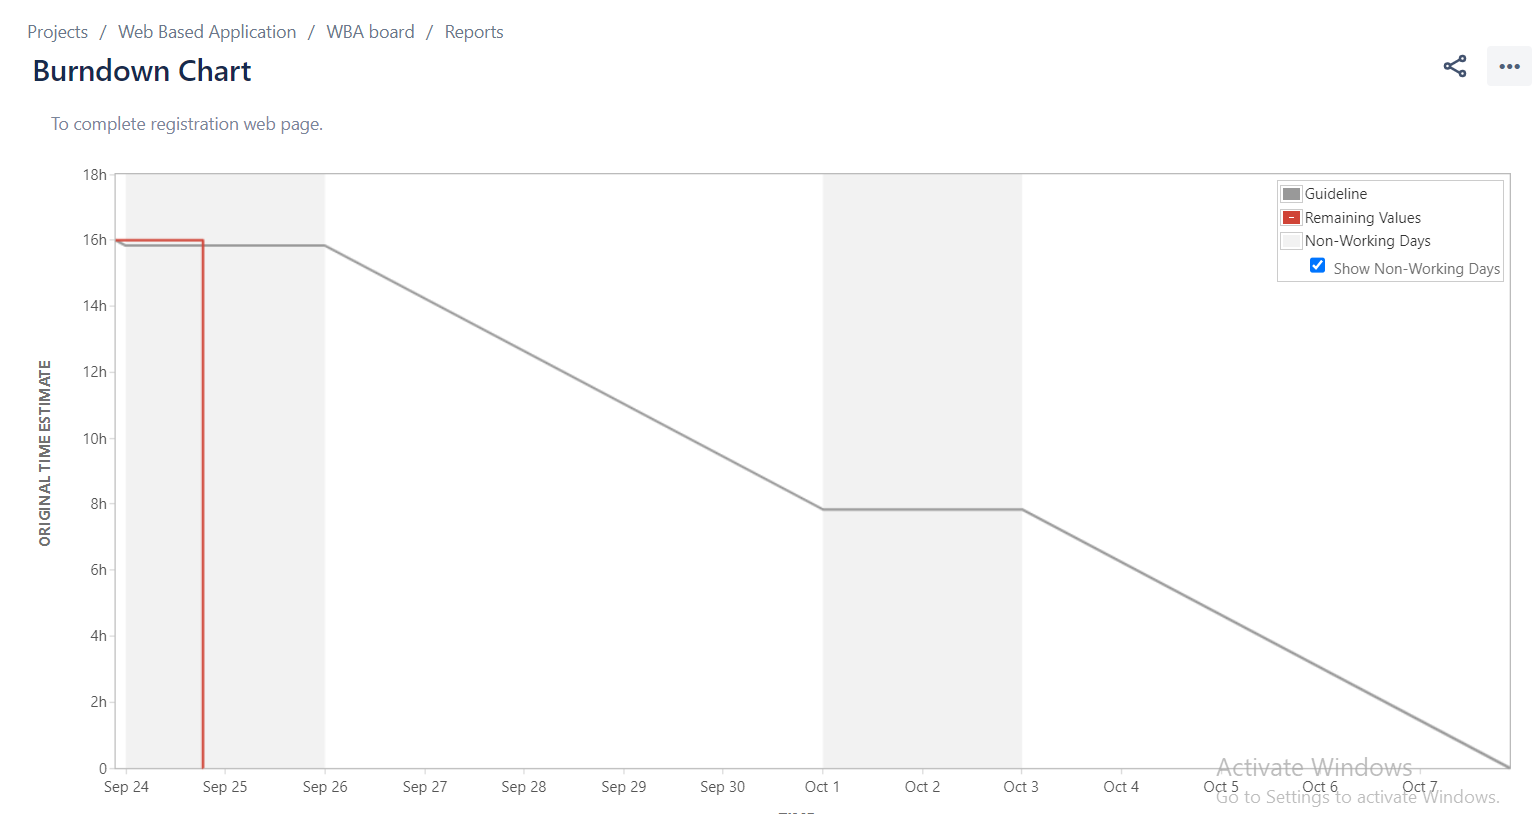 Projects / Web Based Application / WBA board / Reports
Burndown Chart
To complete registration web page.
18h
16h
14h
12h
10h
8h
6h
4h
2h
0
ORIGINAL TIME ESTIMATE
Guideline
Remaining Values
Non-Working Days
Show Non-Working Days
Sep 24 Sep 25 Sep 26 Sep 27 Sep 28 Sep 29 Sep 30 Oct 1 Oct 2 Oct 3 Oct 4 Oct 5 Oct 6 Oct 7
Activate Windows
Go to Settings to activate Windows.